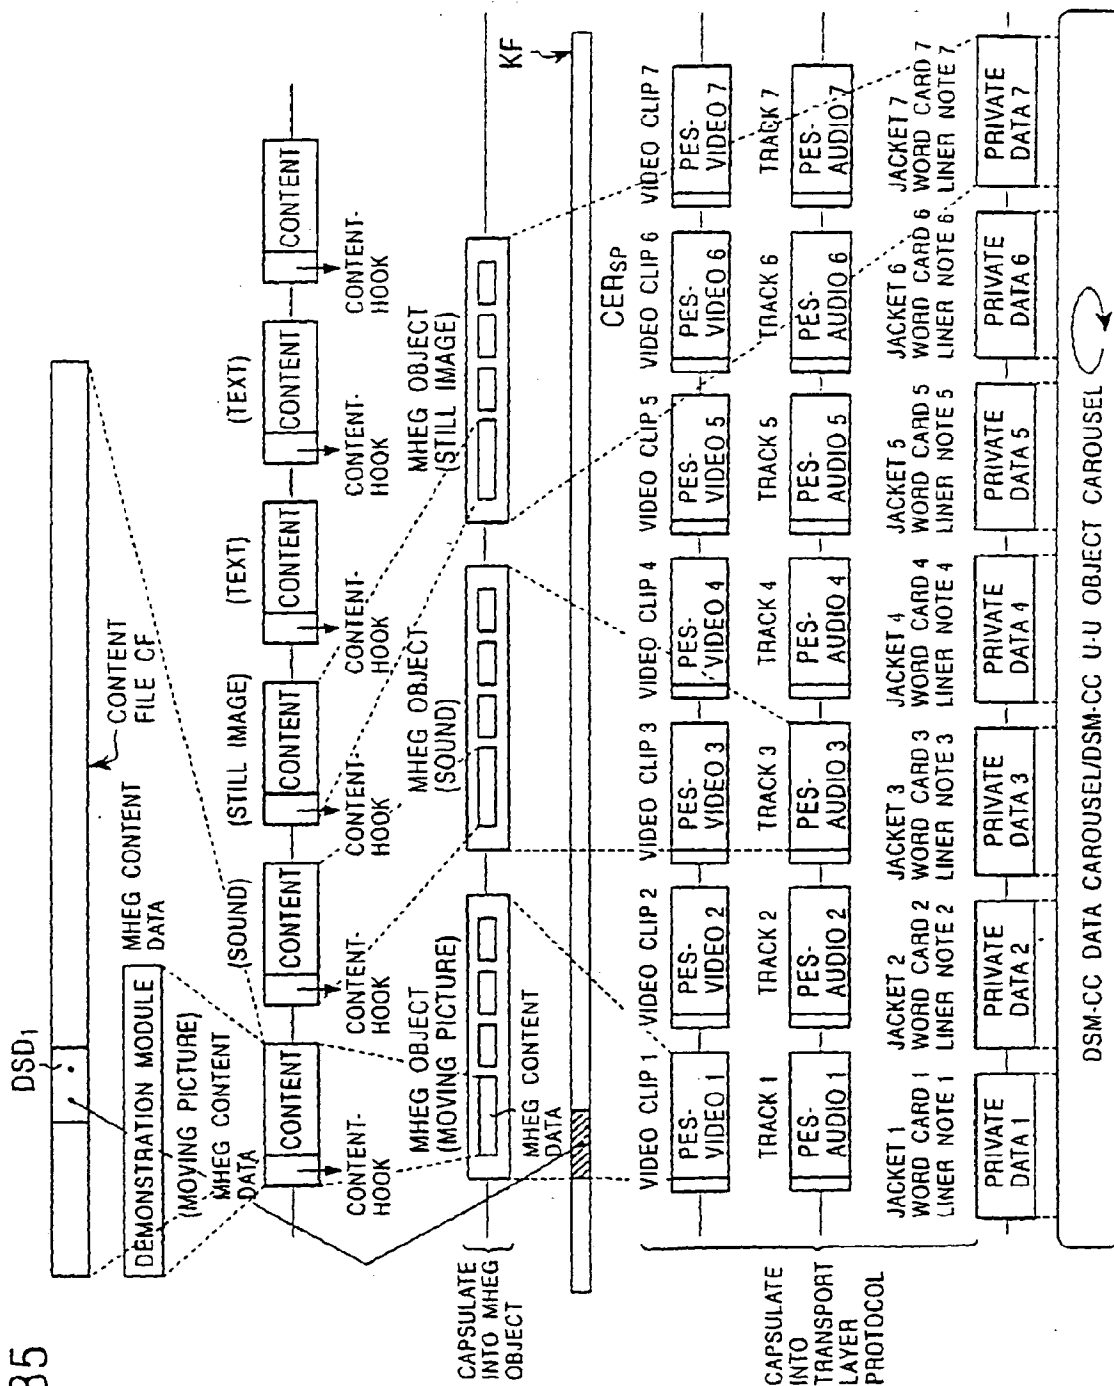 DSD1
CONTENT
FILE CF
MHEG CONTENT
DATA
DEMONSTRATION MODULE
(MOVING PICTURE)
MHEG CONTENT
DATA
(SOUND)
(STILL IMAGE)
(TEXT)
(TEXT)
CONTENT
CONTENT
CONTENT
CONTENT
CONTENT
CONTENT
CONTENT-
HOOK
CONTENT-
HOOK
CONTENT-
HOOK
CONTENT-
HOOK
CONTENT-
HOOK
CONTENT-
HOOK
CAPSULATE
INTO MHEG
OBJECT
MHEG OBJECT
(MOVING PICTURE)
MHEG CONTENT
DATA
MHEG OBJECT
(SOUND)
MHEG OBJECT
(STILL IMAGE)
KF
CERSP
CAPSULATE
INTO
TRANSPORT
LAYER
PROTOCOL
VIDEO CLIP 1
VIDEO CLIP 2
VIDEO CLIP 3
VIDEO CLIP 4
VIDEO CLIP 5
VIDEO CLIP 6
VIDEO CLIP 7
PES-
VIDEO 1
PES-
VIDEO 2
PES-
VIDEO 3
PES-
VIDEO 4
PES-
VIDEO 5
PES-
VIDEO 6
PES-
VIDEO 7
TRACK 1
TRACK 2
TRACK 3
TRACK 4
TRACK 5
TRACK 6
TRACK 7
PES-
AUDIO 1
PES-
AUDIO 2
PES-
AUDIO 3
PES-
AUDIO 4
PES-
AUDIO 5
PES-
AUDIO 6
PES-
AUDIO 7
JACKET 1
WORD CARD 1
LINER NOTE 1
JACKET 2
WORD CARD 2
LINER NOTE 2
JACKET 3
WORD CARD 3
LINER NOTE 3
JACKET 4
WORD CARD 4
LINER NOTE 4
JACKET 5
WORD CARD 5
LINER NOTE 5
JACKET 6
WORD CARD 6
LINER NOTE 6
JACKET 7
WORD CARD 7
LINER NOTE 7
PRIVATE
DATA 1
PRIVATE
DATA 2
PRIVATE
DATA 3
PRIVATE
DATA 4
PRIVATE
DATA 5
PRIVATE
DATA 6
PRIVATE
DATA 7
DSM-CC DATA CAROUSEL/DSM-CC U-U OBJECT CAROUSEL